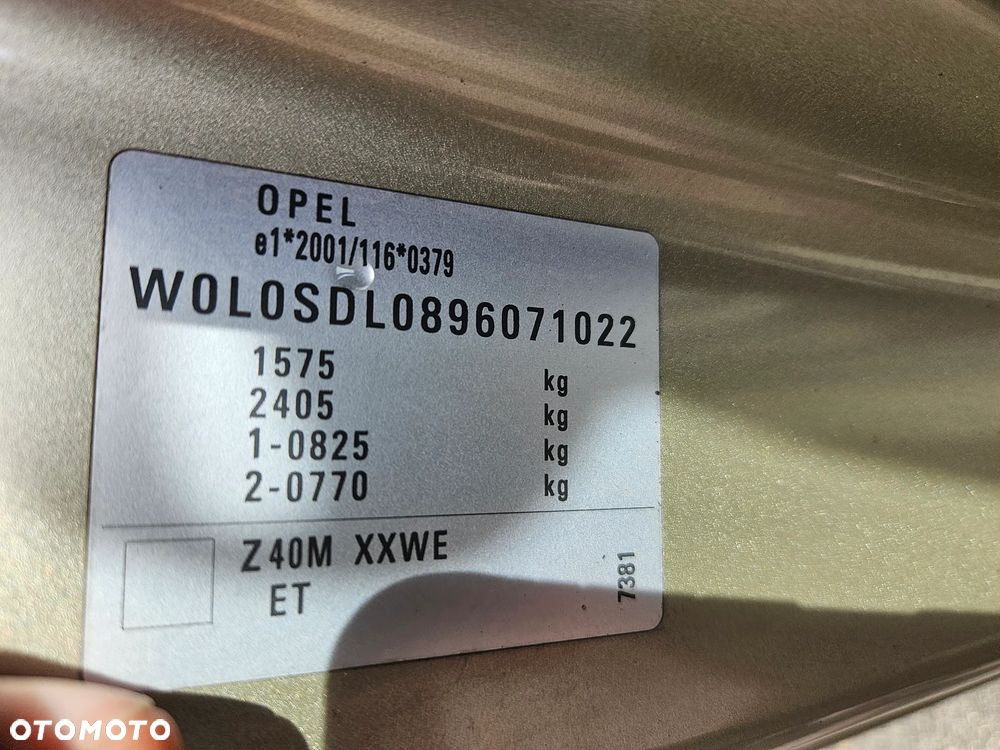 OPEL
e1*2001/116*0379
W0L0SDL0896071022
1575 kg
2405 kg
1-0825 kg
2-0770 kg
Z40M XXWE
ET
7381
OTOMOTO